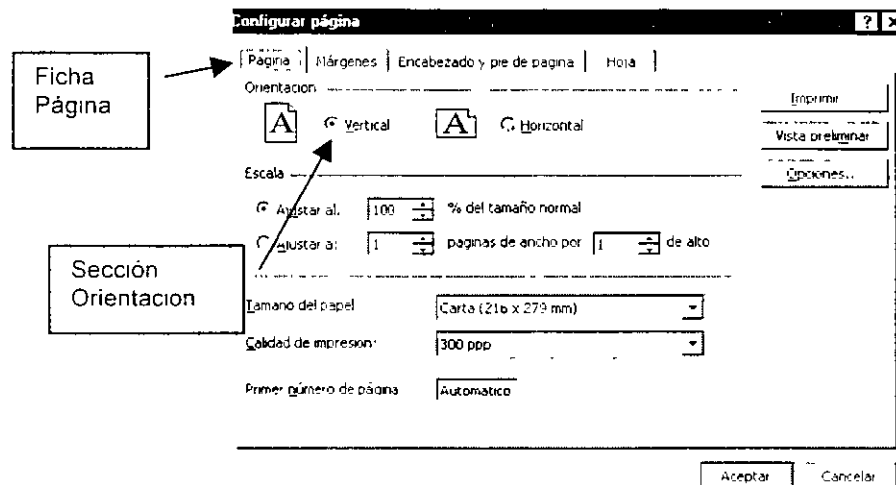 Configurar página ? x
Ficha
Página
Pagina Márgenes Encabezado y pie de pagina Hoja
Orientacion
A Vertical A Horizontal
Imprimir
Vista preliminar
Opciones..
Escala
Ajustar al. 100 % del tamaño normal
Ajustar a: 1 paginas de ancho por 1 de alto
Sección
Orientacion
Tamano del papel Carta (216 x 279 mm)
Calidad de impresion: 300 ppp
Primer número de página Automatico
Aceptar Cancelar